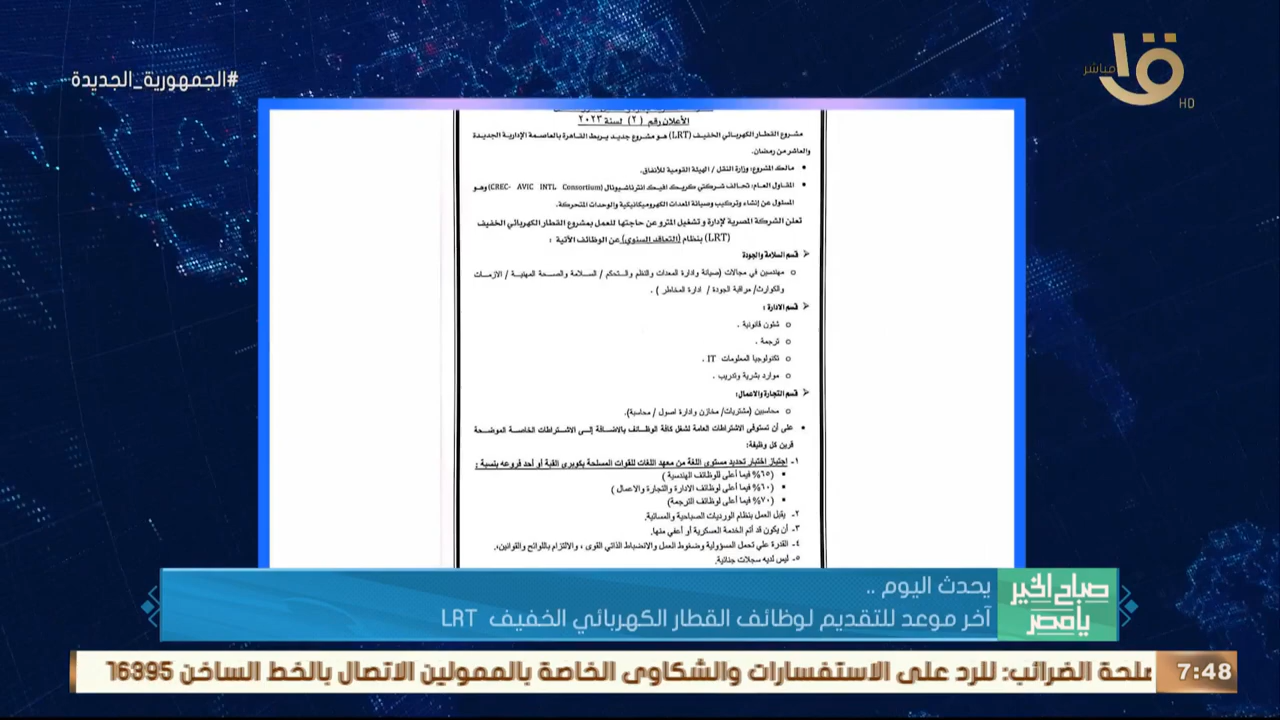 #الجمهورية_الجديدة
مباشر
HD
الأعلان رقم ( ٢ ) لسنة ٢٠٢٣
مشروع القطار الكهربائي الخفيف (LRT) هو مشروع جديد يربط القاهرة بالعاصمة الإدارية الجديدة
والعاشر من رمضان.
• مالك المشروع: وزارة النقل / الهيئة القومية للأنفاق.
• المقاول العام: تحالف شركتي كريك افيك انترناشيونال (CREC- AVIC INTL Consortium) وهو
المسئول عن إنشاء وتركيب وصيانة المعدات الكهروميكانيكية والوحدات المتحركة.
تعلن الشركة المصرية لإدارة وتشغيل المترو عن حاجتها للعمل بمشروع القطار الكهربائي الخفيف
(LRT) بنظام (التعاقد السنوي) عن الوظائف الآتية :
➢ قسم السلامة والجودة
o مهندسين في مجالات (صيانة وادارة المعدات والنظم والتحكم / السلامة والصحة المهنية / الازمات
والكوارث/ مراقبة الجودة / ادارة المخاطر ) .
➢ قسم الادارة :
o شئون قانونية .
o ترجمة .
o تكنولوجيا المعلومات IT .
o موارد بشرية وتدريب .
➢ قسم التجارة والاعمال:
o محاسبين (مشتريات/ مخازن وادارة اصول / محاسبة).
• على أن تستوفى الاشتراطات العامة لشغل كافة الوظائف بالاضافة إلى الاشتراطات الخاصة الموضحة
قرين كل وظيفة:
١- اجتياز اختبار تحديد مستوى اللغة من معهد اللغات للقوات المسلحة بكوبري القبة أو أحد فروعه بنسبة :
▪ (٦٥% فيما أعلى للوظائف الهندسية )
▪ (٦٠% فيما أعلى لوظائف الادارة والتجارة والاعمال )
▪ (٧٠% فيما أعلى لوظائف الترجمة)
٢- يقبل العمل بنظام الورديات الصباحية والمسائية.
٣- أن يكون قد أتم الخدمة العسكرية أو أعفي منها.
٤- القدرة علي تحمل المسؤولية وضغوط العمل والانضباط الذاتي القوى ، والالتزام باللوائح والقوانين.
٥- ليس لديه سجلات جنائية.
صباح الخير
يا مصر
يحدث اليوم ..
آخر موعد للتقديم لوظائف القطار الكهربائي الخفيف LRT
7:48
صلحة الضرائب: للرد على الاستفسارات والشكاوى الخاصة بالممولين الاتصال بالخط الساخن 16395